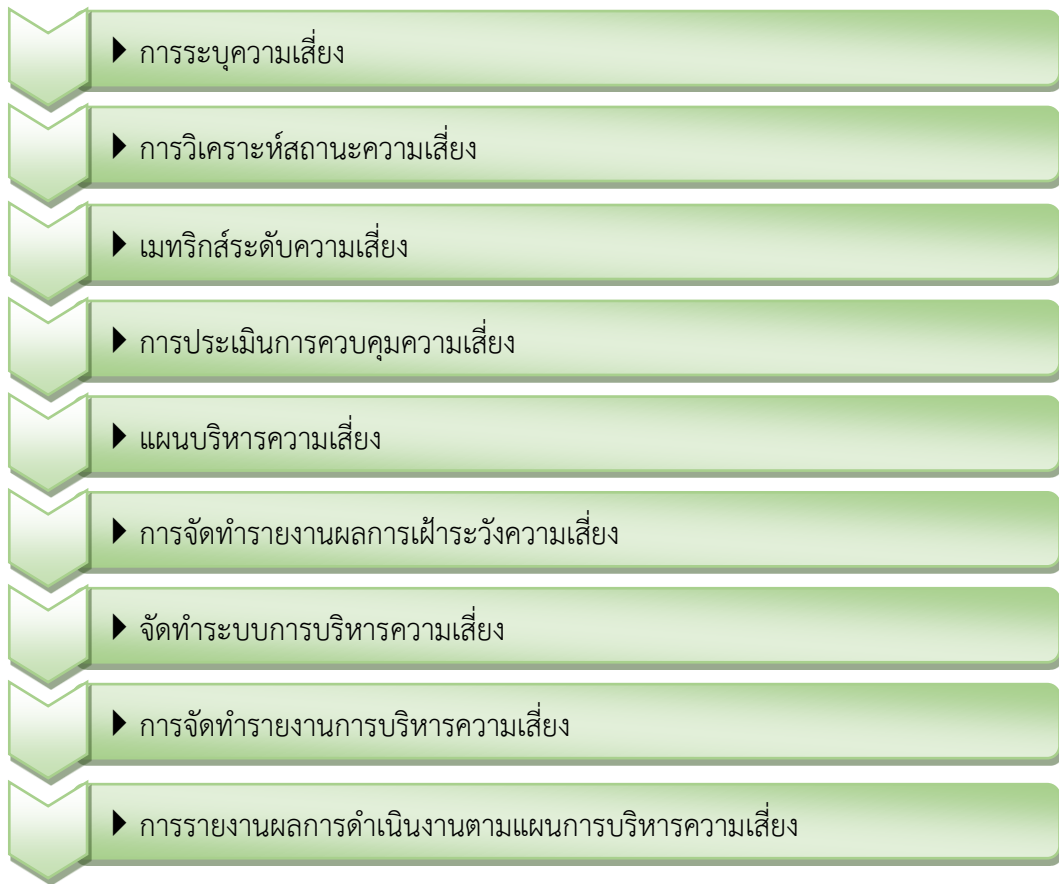 การระบุความเสี่ยง
การวิเคราะห์สถานะความเสี่ยง
เมทริกส์ระดับความเสี่ยง
การประเมินการควบคุมความเสี่ยง
แผนบริหารความเสี่ยง
การจัดทำรายงานผลการเฝ้าระวังความเสี่ยง
จัดทำระบบการบริหารความเสี่ยง
การจัดทำรายงานการบริหารความเสี่ยง
การรายงานผลการดำเนินงานตามแผนการบริหารความเสี่ยง